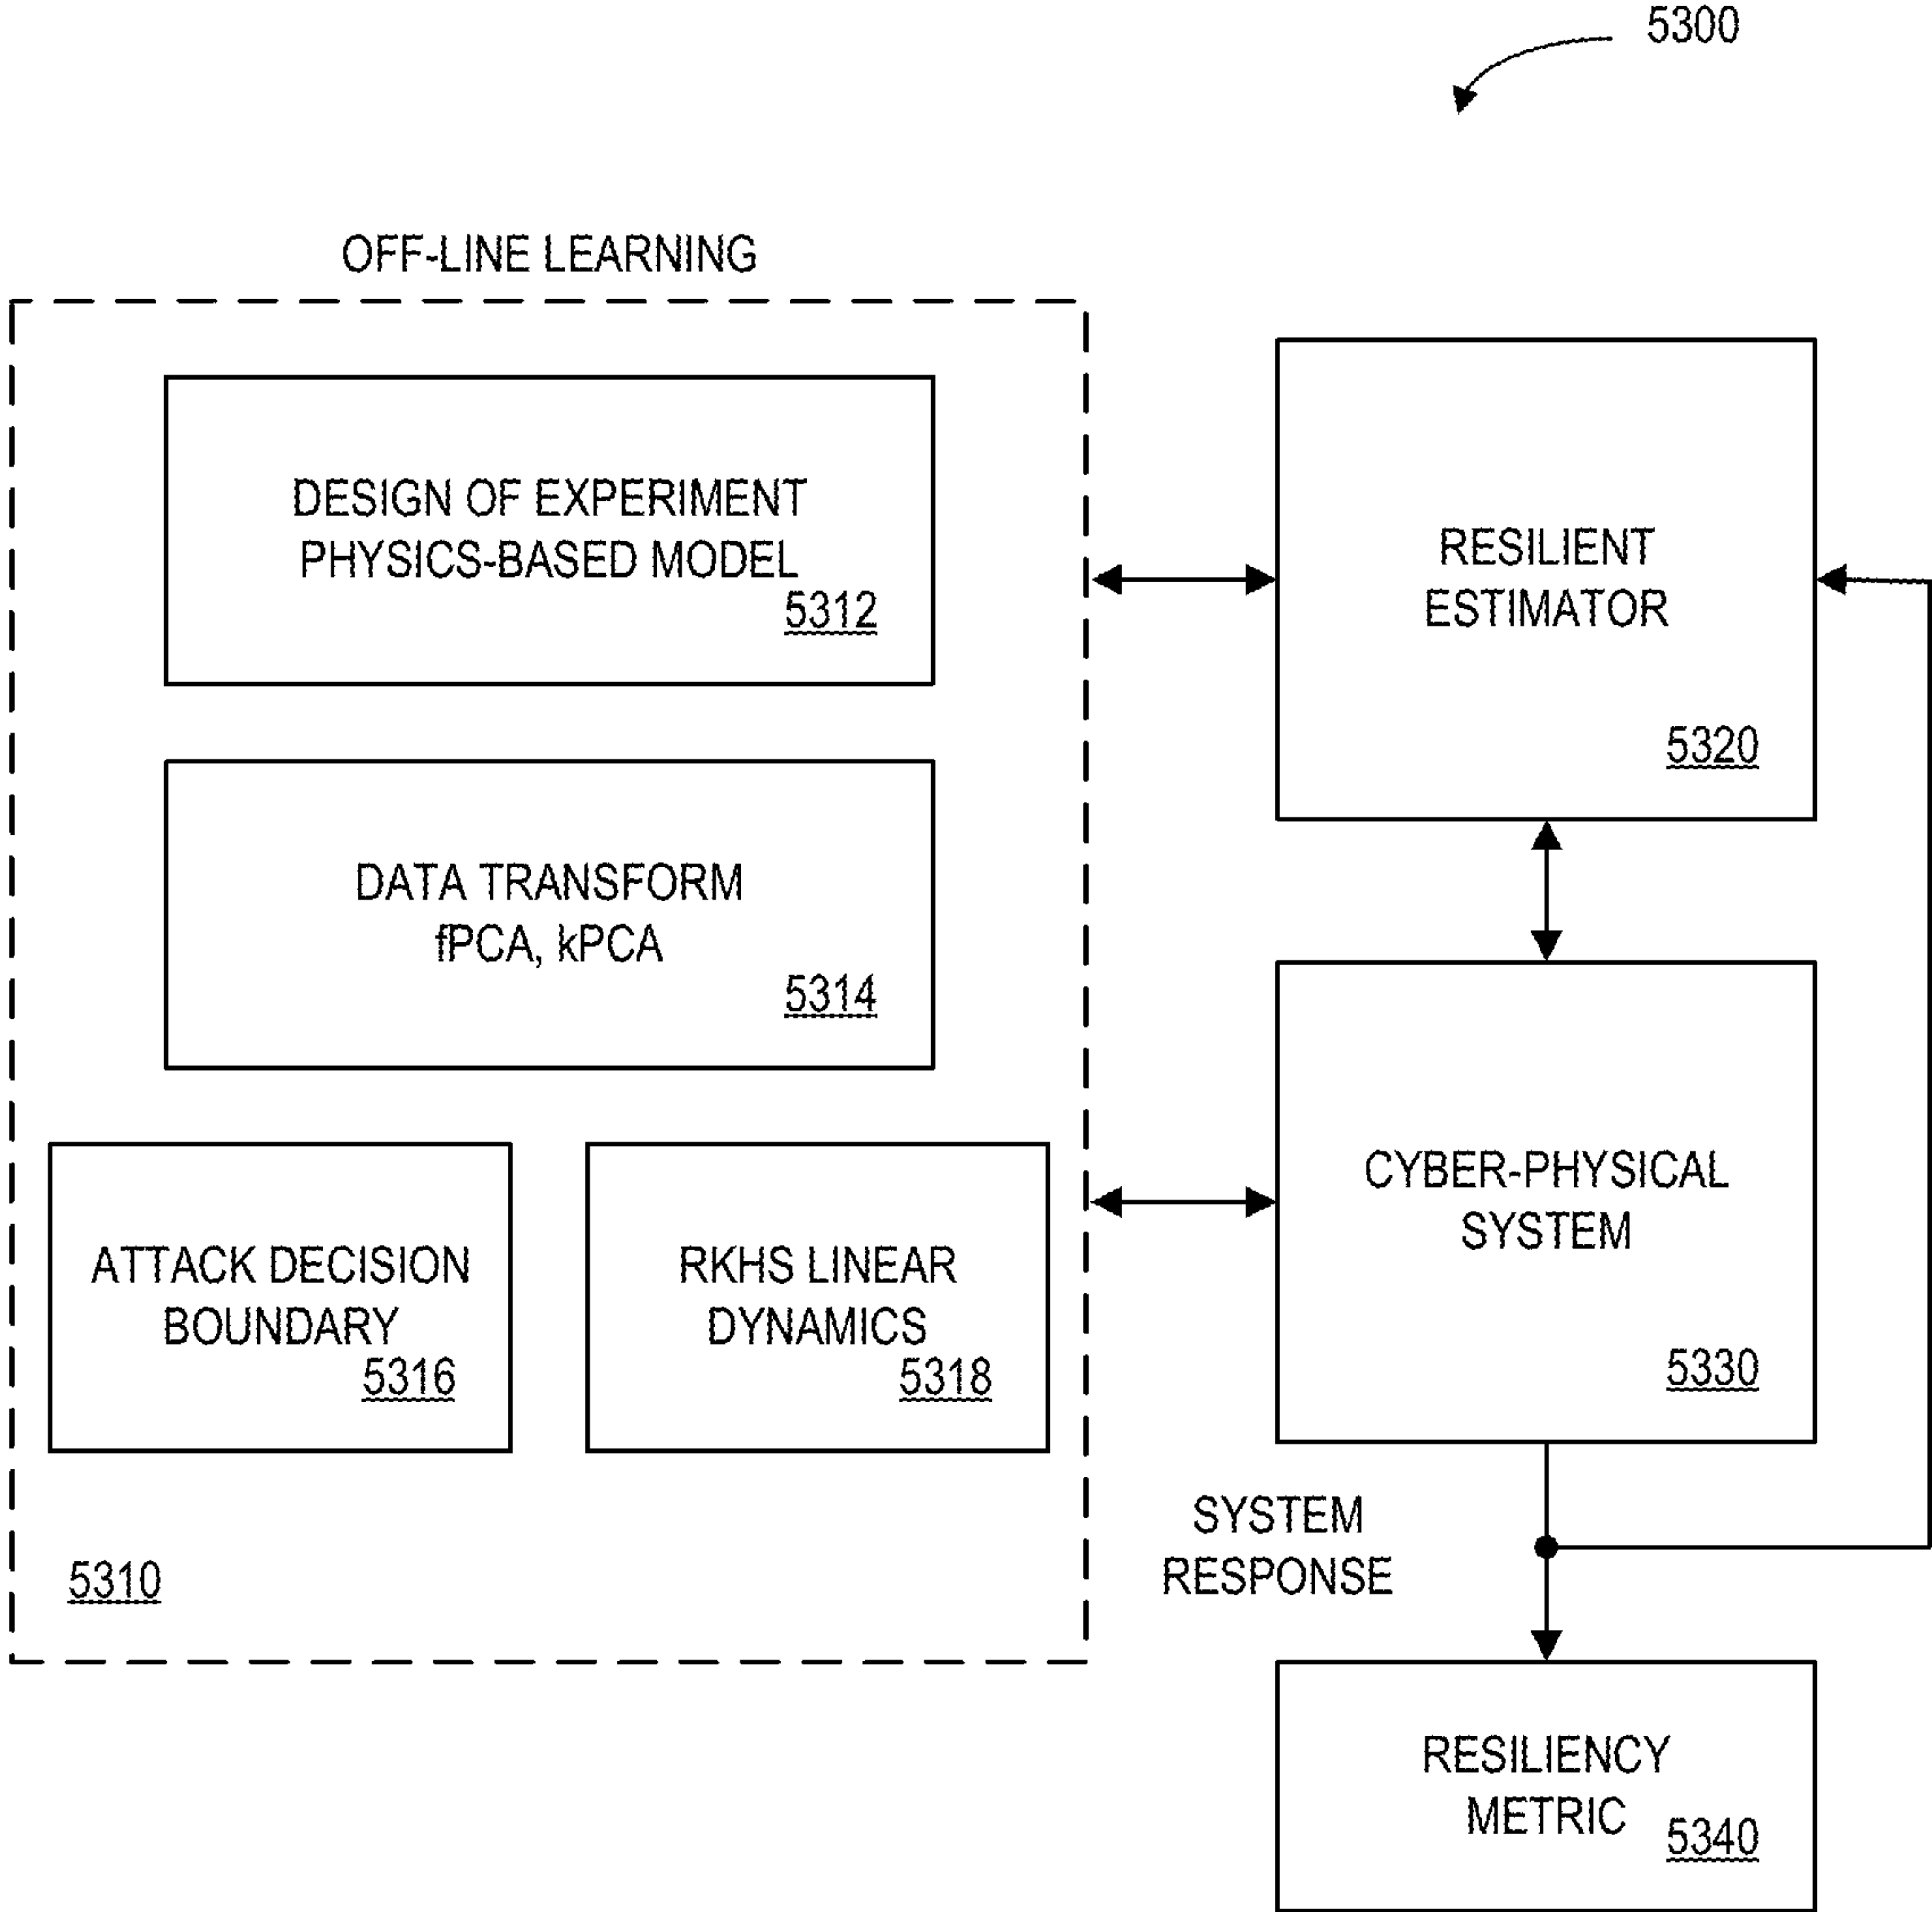 5300
OFF-LINE LEARNING
DESIGN OF EXPERIMENT
PHYSICS-BASED MODEL
5312
DATA TRANSFORM
fPCA, kPCA
5314
ATTACK DECISION
BOUNDARY
5316
RKHS LINEAR
DYNAMICS
5318
5310
RESILIENT
ESTIMATOR
5320
CYBER-PHYSICAL
SYSTEM
5330
SYSTEM
RESPONSE
RESILIENCY
METRIC
5340